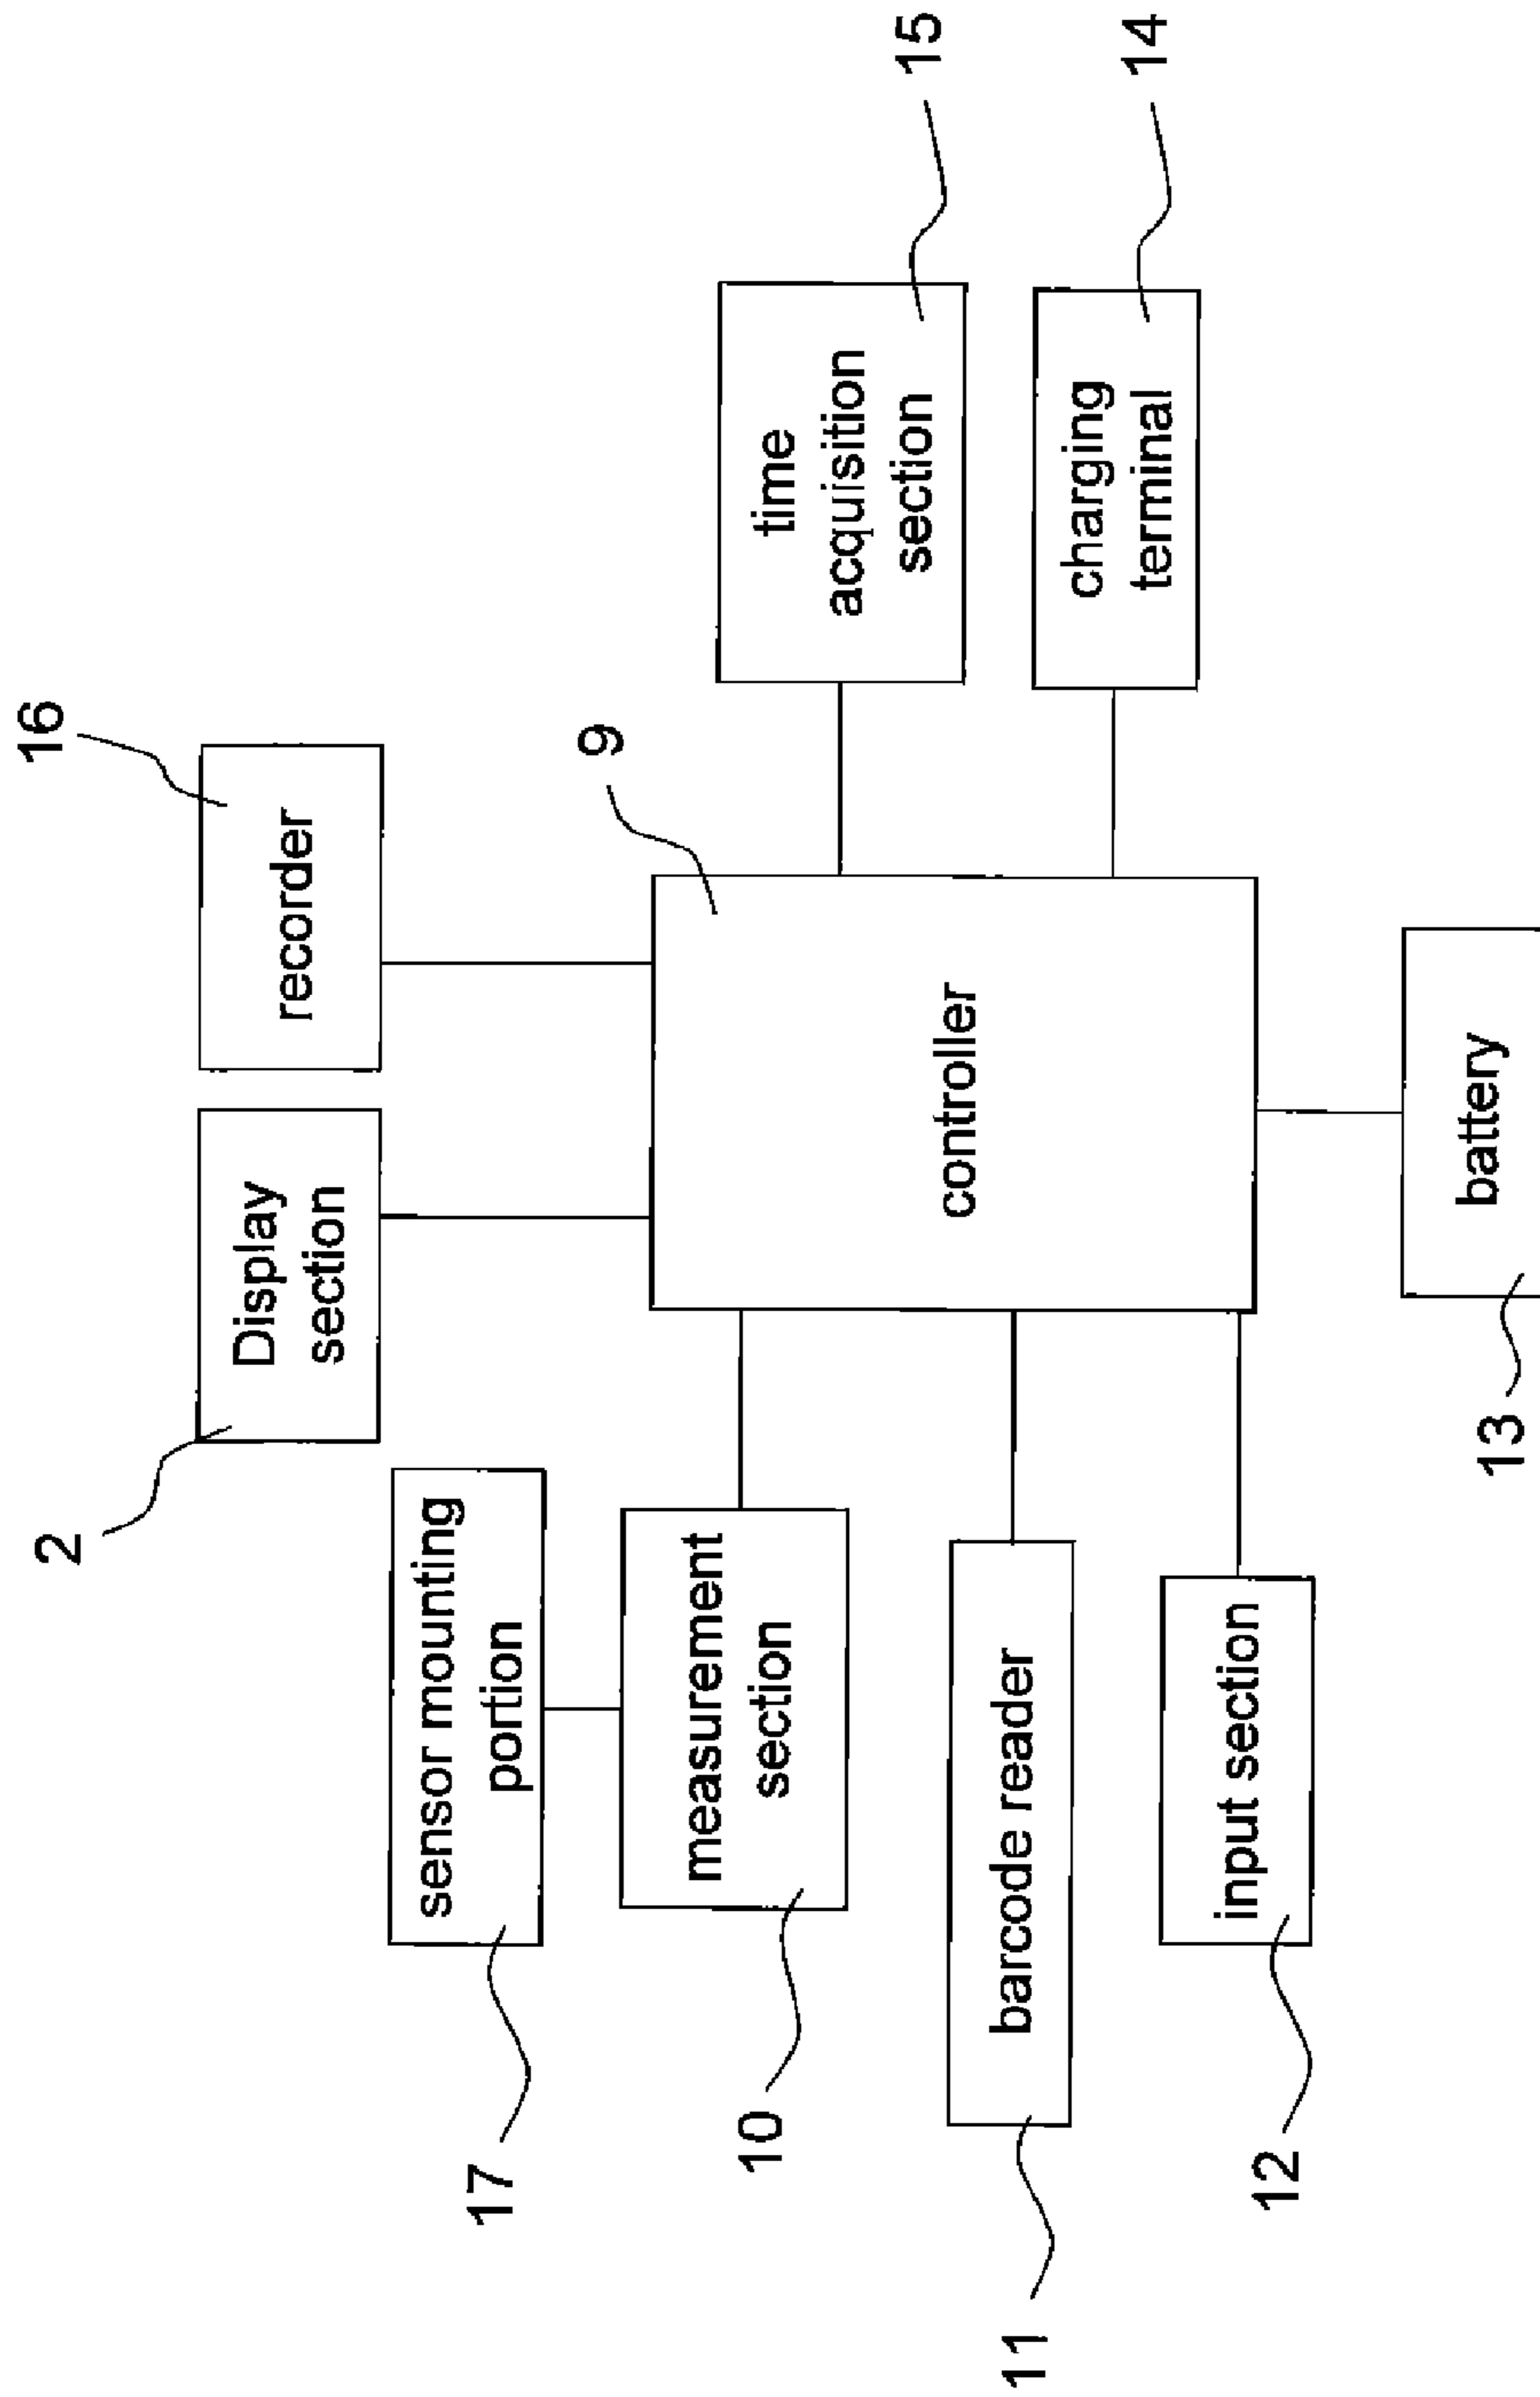 2
Display
section
16
recorder
17
sensor mounting
portion
9
controller
15
time
acquisition
section
10
measurement
section
11
barcode reader
14
charging
terminal
12
input section
13
battery